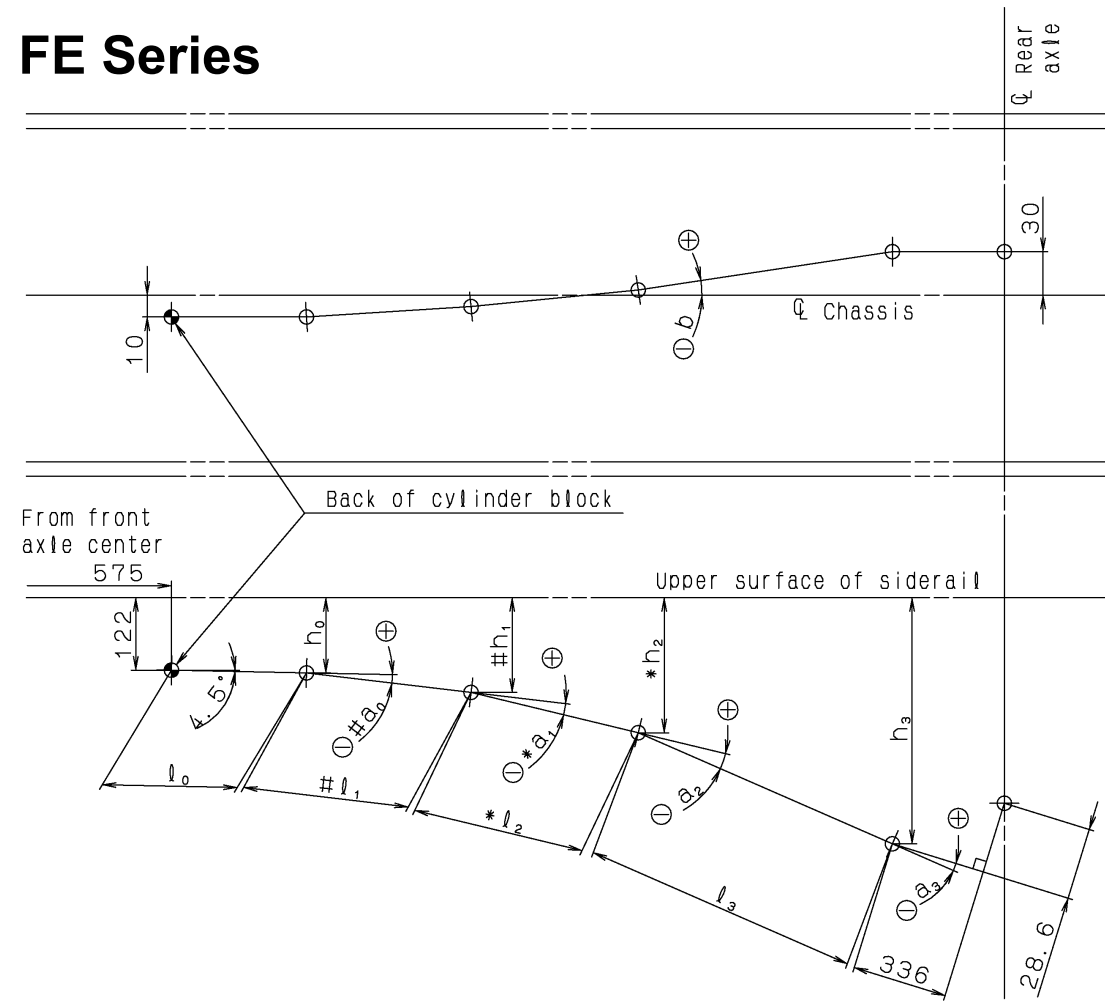 FE Series
℄ Rear
axle
30
⊕
℄ Chassis
⊖ b
10
Back of cylinder block
From front
axle center
575
Upper surface of siderail
122
h₀
#h₁
*h₂
h₃
⊕
⊕
⊕
⊕
4.5°
⊖ #a₀
⊖ *a₁
⊖ a₂
⊖ a₃
ℓ₀
#ℓ₁
*ℓ₂
ℓ₃
336
28.6